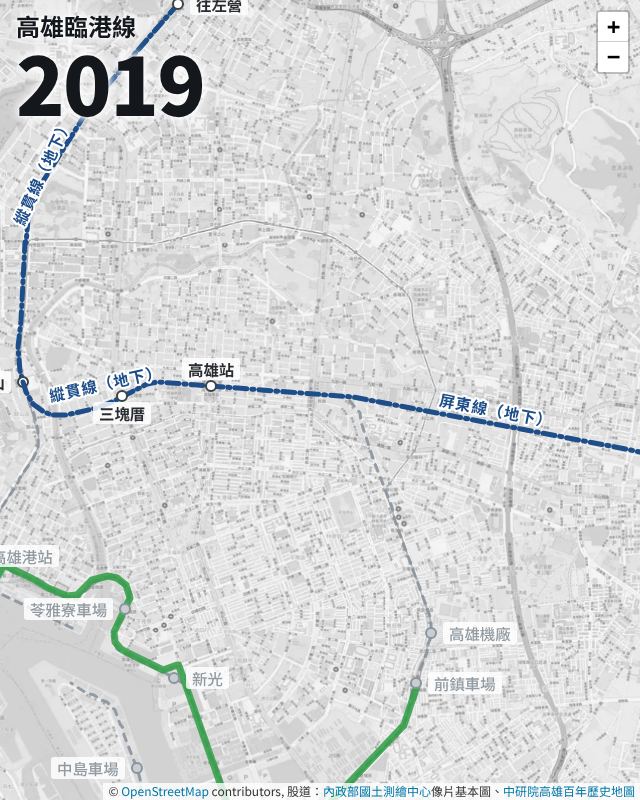 往左營
高雄臨港線
2019
+
−
縱貫線（地下）
高雄站
縱貫線（地下）
三塊厝
屏東線（地下）
高雄港站
苓雅寮車場
高雄機廠
新光
前鎮車場
中島車場
© OpenStreetMap contributors, 股道：內政部國土測繪中心像片基本圖、中研院高雄百年歷史地圖